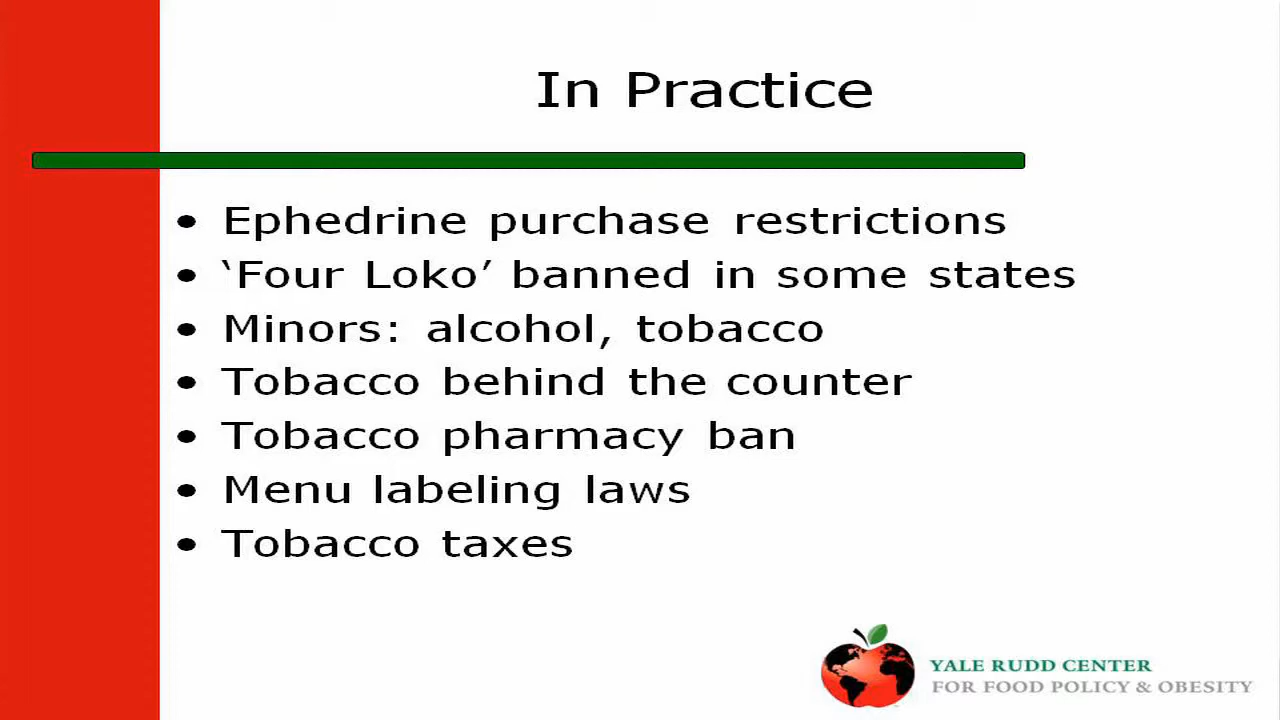 In Practice
• Ephedrine purchase restrictions
• ‘Four Loko’ banned in some states
• Minors: alcohol, tobacco
• Tobacco behind the counter
• Tobacco pharmacy ban
• Menu labeling laws
• Tobacco taxes
YALE RUDD CENTER
FOR FOOD POLICY & OBESITY